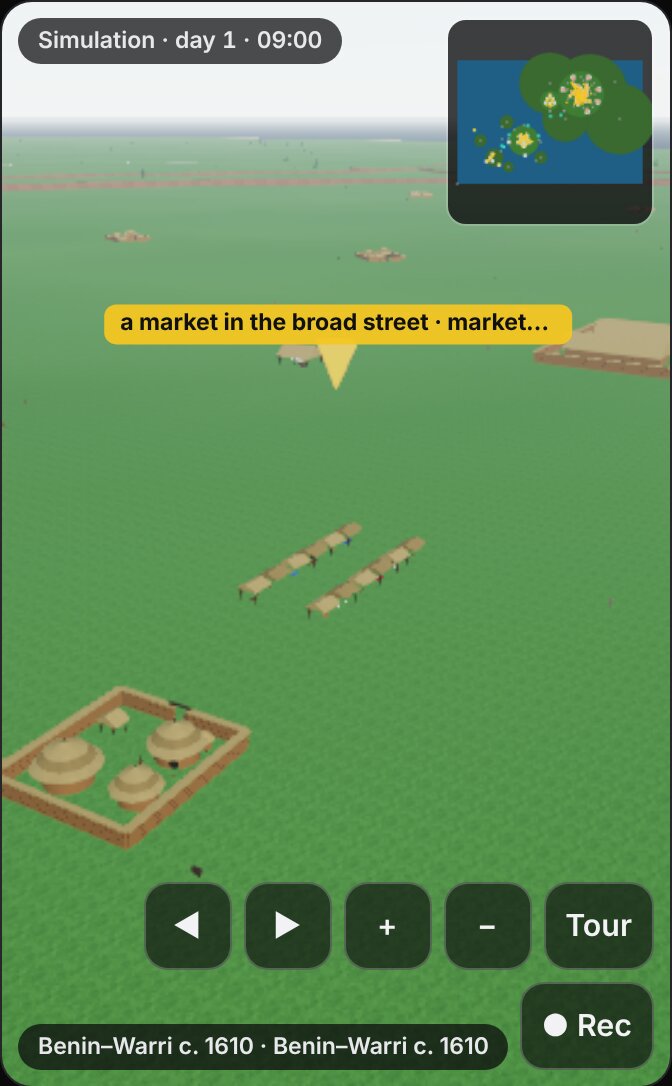 Simulation · day 1 · 09:00
a market in the broad street · market...
+
−
Tour
Rec
Benin–Warri c. 1610 · Benin–Warri c. 1610